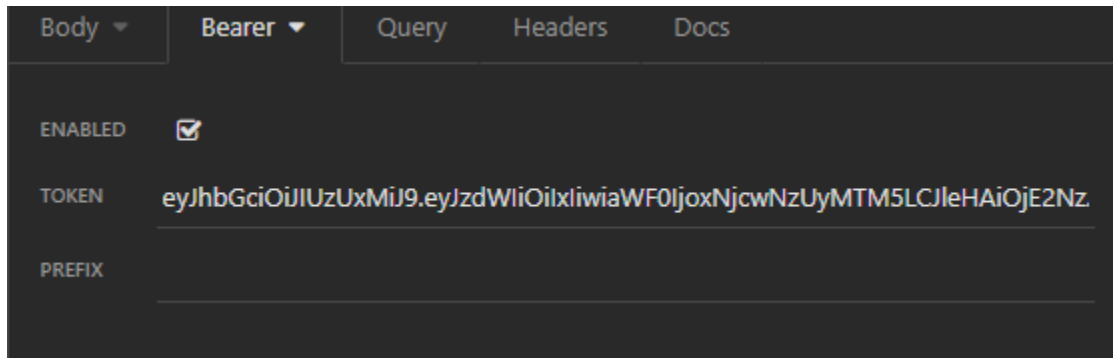 Body Bearer Query Headers Docs
ENABLED
TOKEN eyJhbGciOiJIUzUxMiJ9.eyJzdWIiOiIxIiwiaWF0IjoxNjcwNzUyMTM5LCJleHAiOjE2Nz.
PREFIX